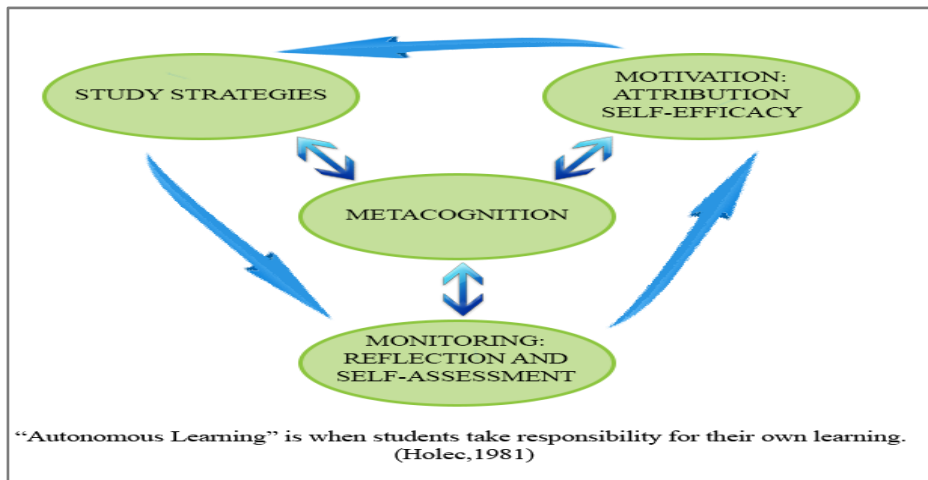 STUDY STRATEGIES
MOTIVATION:
ATTRIBUTION
SELF-EFFICACY
METACOGNITION
MONITORING:
REFLECTION AND
SELF-ASSESSMENT
“Autonomous Learning” is when students take responsibility for their own learning.
(Holec,1981)